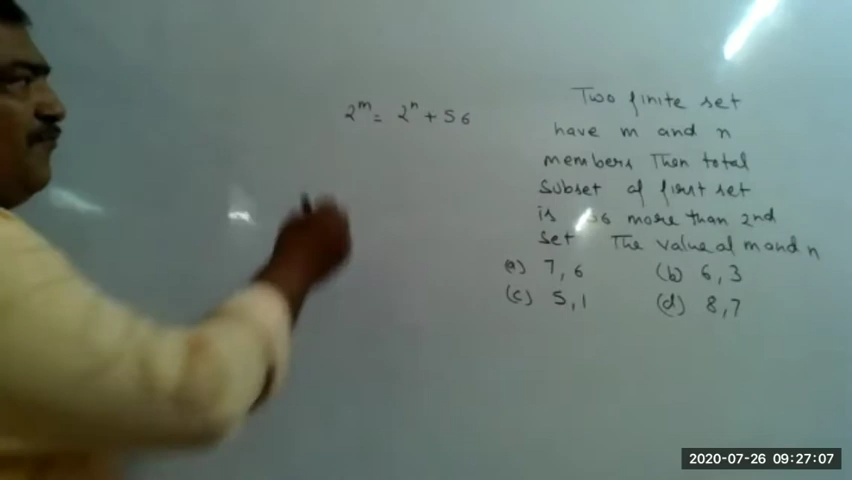 2^m = 2^n + 56
Two finite set
have m and n
members Then total
Subset of first set
is 56 more than 2nd
Set The value of m and n
(a) 7, 6 (b) 6, 3
(c) 5, 1 (d) 8, 7
2020-07-26 09:27:07